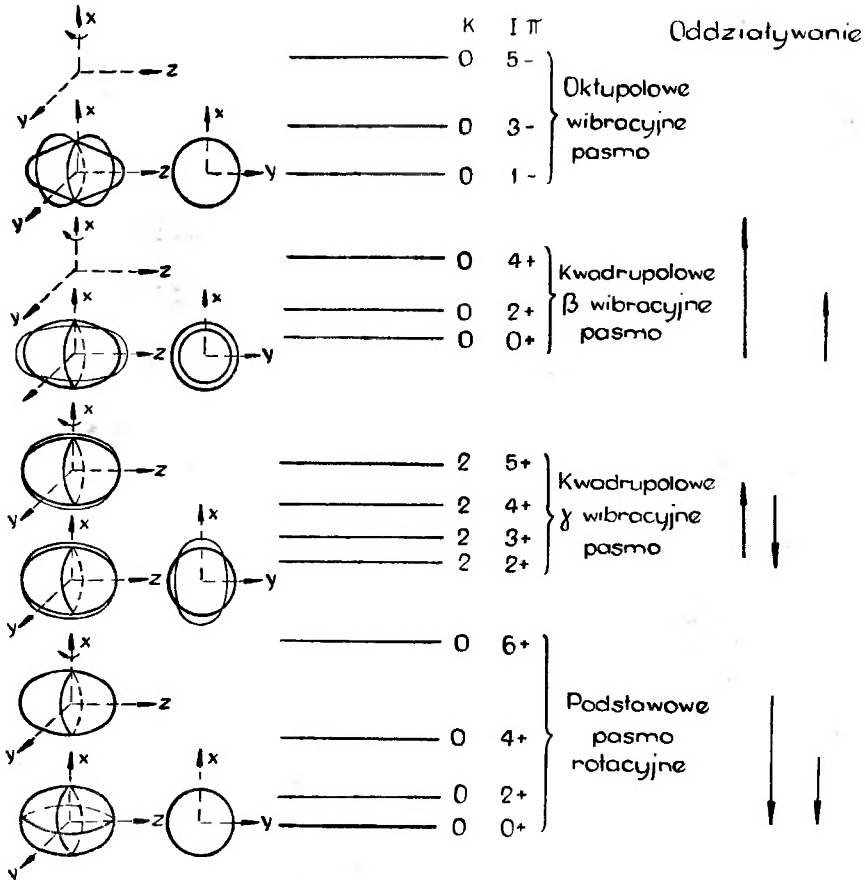 K I π Oddziaływanie
x
z
y
0 5-
0 3-
0 1-
Oktupolowe
wibracyjne
pasmo
x
z
y
x
y
x
z
y
0 4+
0 2+
0 0+
Kwadrupolowe
β wibracyjne
pasmo
x
z
x
y
x
z
y
2 5+
2 4+
2 3+
2 2+
Kwadrupolowe
γ wibracyjne
pasmo
x
z
y
x
y
x
z
y
0 6+
0 4+
0 2+
0 0+
Podstawowe
pasmo
rotacyjne
x
z
y
x
y